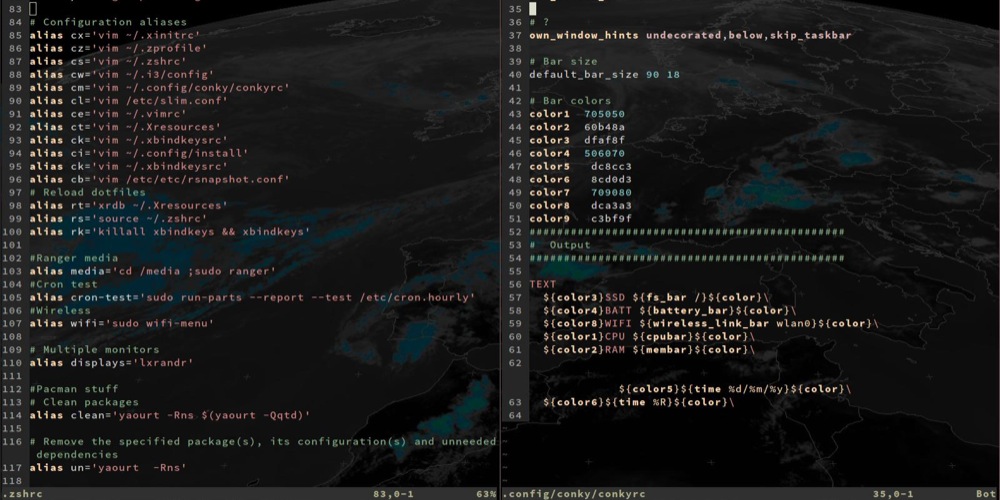 83
84 # Configuration aliases
85 alias cx='vim ~/.xinitrc'
86 alias cz='vim ~/.zprofile'
87 alias cs='vim ~/.zshrc'
88 alias cw='vim ~/.i3/config'
89 alias cm='vim ~/.config/conky/conkyrc'
90 alias cl='vim /etc/slim.conf'
91 alias ce='vim ~/.vimrc'
92 alias ct='vim ~/.Xresources'
93 alias ck='vim ~/.xbindkeysrc'
94 alias ci='vim ~/.config/install'
95 alias ck='vim ~/.xbindkeysrc'
96 alias cb='vim /etc/etc/rsnapshot.conf'
97 # Reload dotfiles
98 alias rt='xrdb ~/.Xresources'
99 alias rs='source ~/.zshrc'
100 alias rk='killall xbindkeys && xbindkeys'
101
102 #Ranger media
103 alias media='cd /media ;sudo ranger'
104 #Cron test
105 alias cron-test='sudo run-parts --report --test /etc/cron.hourly'
106 #Wireless
107 alias wifi='sudo wifi-menu'
108
109 # Multiple monitors
110 alias displays='lxrandr'
111
112 #Pacman stuff
113 # Clean packages
114 alias clean='yaourt -Rns $(yaourt -Qqtd)'
115
116 # Remove the specified package(s), its configuration(s) and unneeded
dependencies
117 alias un='yaourt  -Rns'
118
.zshrc 83,0-1 63%
35
36 # ?
37 own_window_hints undecorated,below,skip_taskbar
38
39 # Bar size
40 default_bar_size 90 18
41
42 # Bar colors
43 color1  705050
44 color2  60b48a
45 color3  dfaf8f
46 color4  506070
47 color5   dc8cc3
48 color6   8cd0d3
49 color7   709080
50 color8   dca3a3
51 color9   c3bf9f
52 #############################################
53 #  Output
54 #############################################
55
56 TEXT
57   ${color3}SSD ${fs_bar /}${color}\
58   ${color4}BATT ${battery_bar}${color}\
59   ${color8}WIFI ${wireless_link_bar wlan0}${color}\
60   ${color1}CPU ${cpubar}${color}\
61   ${color2}RAM ${membar}${color}\
62
${color5}${time %d/%m/%y}${color}\
63   ${color6}${time %R}${color}\
64
~
~
~
~
~
.config/conky/conkyrc 35,0-1 Bot